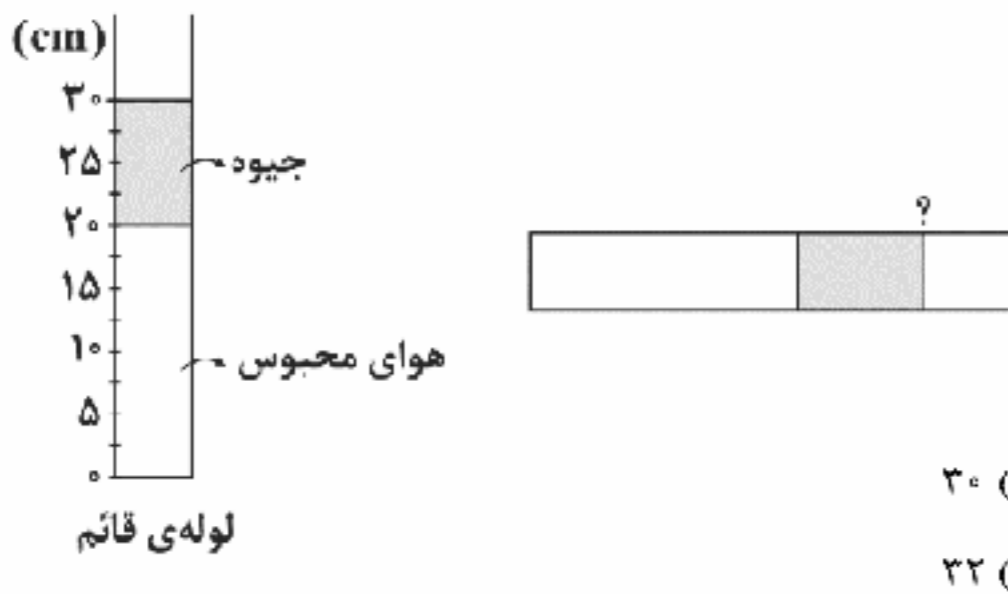 (cm)
۳۰
۲۵
جیوه
۲۰
؟
۱۵
۱۰
هوای محبوس
۵
۰
۳۰ (
لوله‌ی قائم
۳۲ (